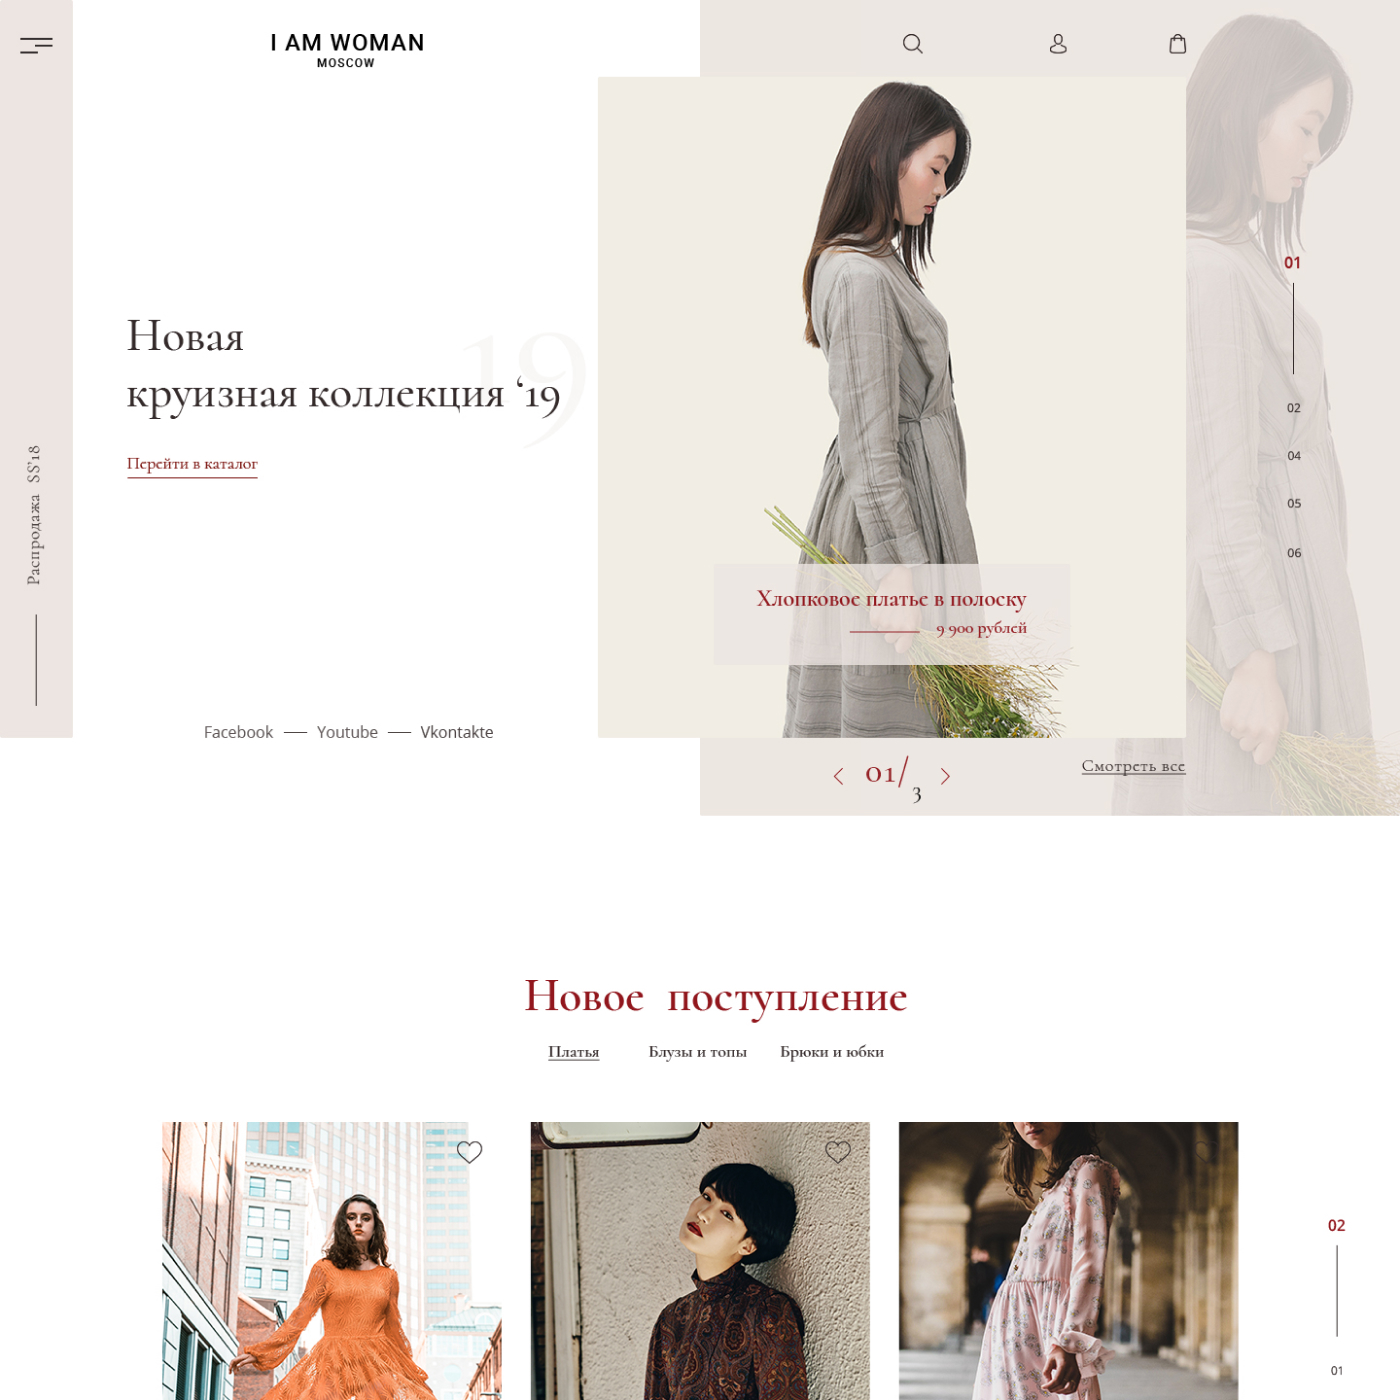 I AM WOMAN
MOSCOW
Новая
круизная коллекция ‘19
19
Перейти в каталог
Распродажа SS'18
Facebook — Youtube — Vkontakte
Хлопковое платье в полоску
9 900 рублей
01
02
04
05
06
01/3
Смотреть все
Новое поступление
Платья Блузы и топы Брюки и юбки
02
01